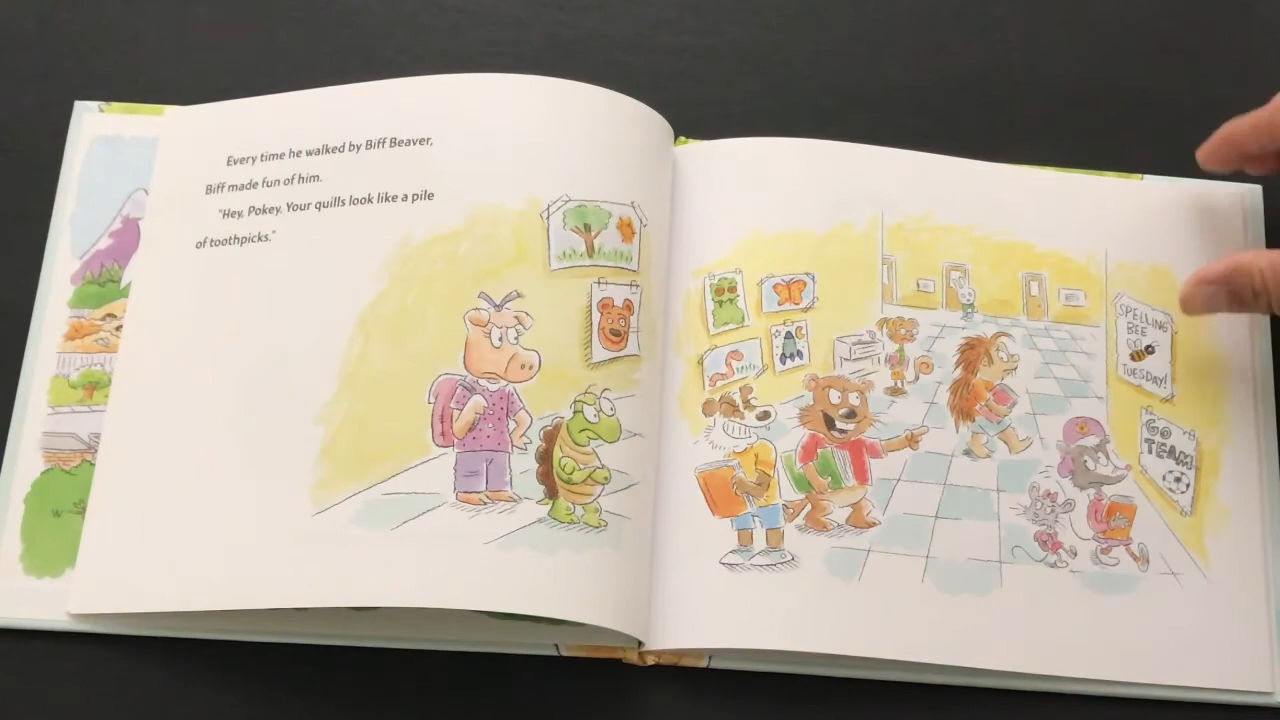 Every time he walked by Biff Beaver,
Biff made fun of him.
"Hey, Pokey. Your quills look like a pile
of toothpicks."
SPELLING
BEE
TUESDAY!
GO
TEAM